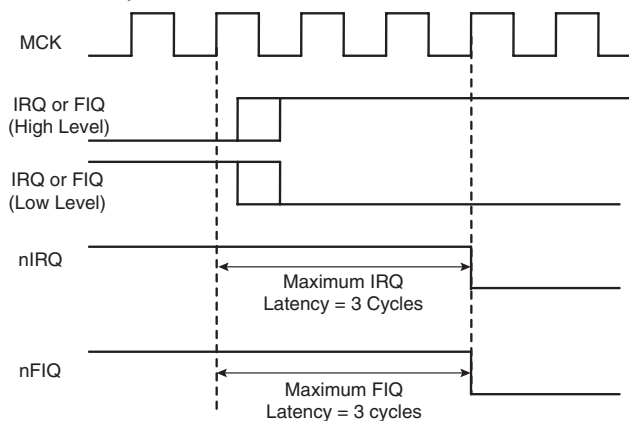 MCK
IRQ or FIQ
(High Level)
IRQ or FIQ
(Low Level)
nIRQ
Maximum IRQ
Latency = 3 Cycles
nFIQ
Maximum FIQ
Latency = 3 cycles